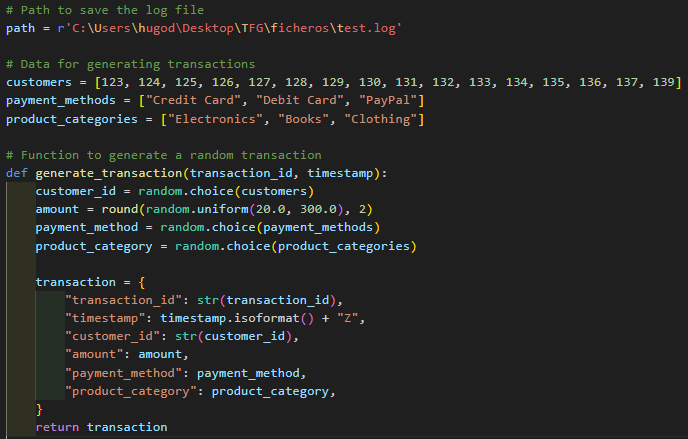 # Path to save the log file
path = r'C:\Users\hugod\Desktop\TFG\ficheros\test.log'

# Data for generating transactions
customers = [123, 124, 125, 126, 127, 128, 129, 130, 131, 132, 133, 134, 135, 136, 137, 139]
payment_methods = ["Credit Card", "Debit Card", "PayPal"]
product_categories = ["Electronics", "Books", "Clothing"]

# Function to generate a random transaction
def generate_transaction(transaction_id, timestamp):
    customer_id = random.choice(customers)
    amount = round(random.uniform(20.0, 300.0), 2)
    payment_method = random.choice(payment_methods)
    product_category = random.choice(product_categories)

    transaction = {
        "transaction_id": str(transaction_id),
        "timestamp": timestamp.isoformat() + "Z",
        "customer_id": str(customer_id),
        "amount": amount,
        "payment_method": payment_method,
        "product_category": product_category,
    }
    return transaction